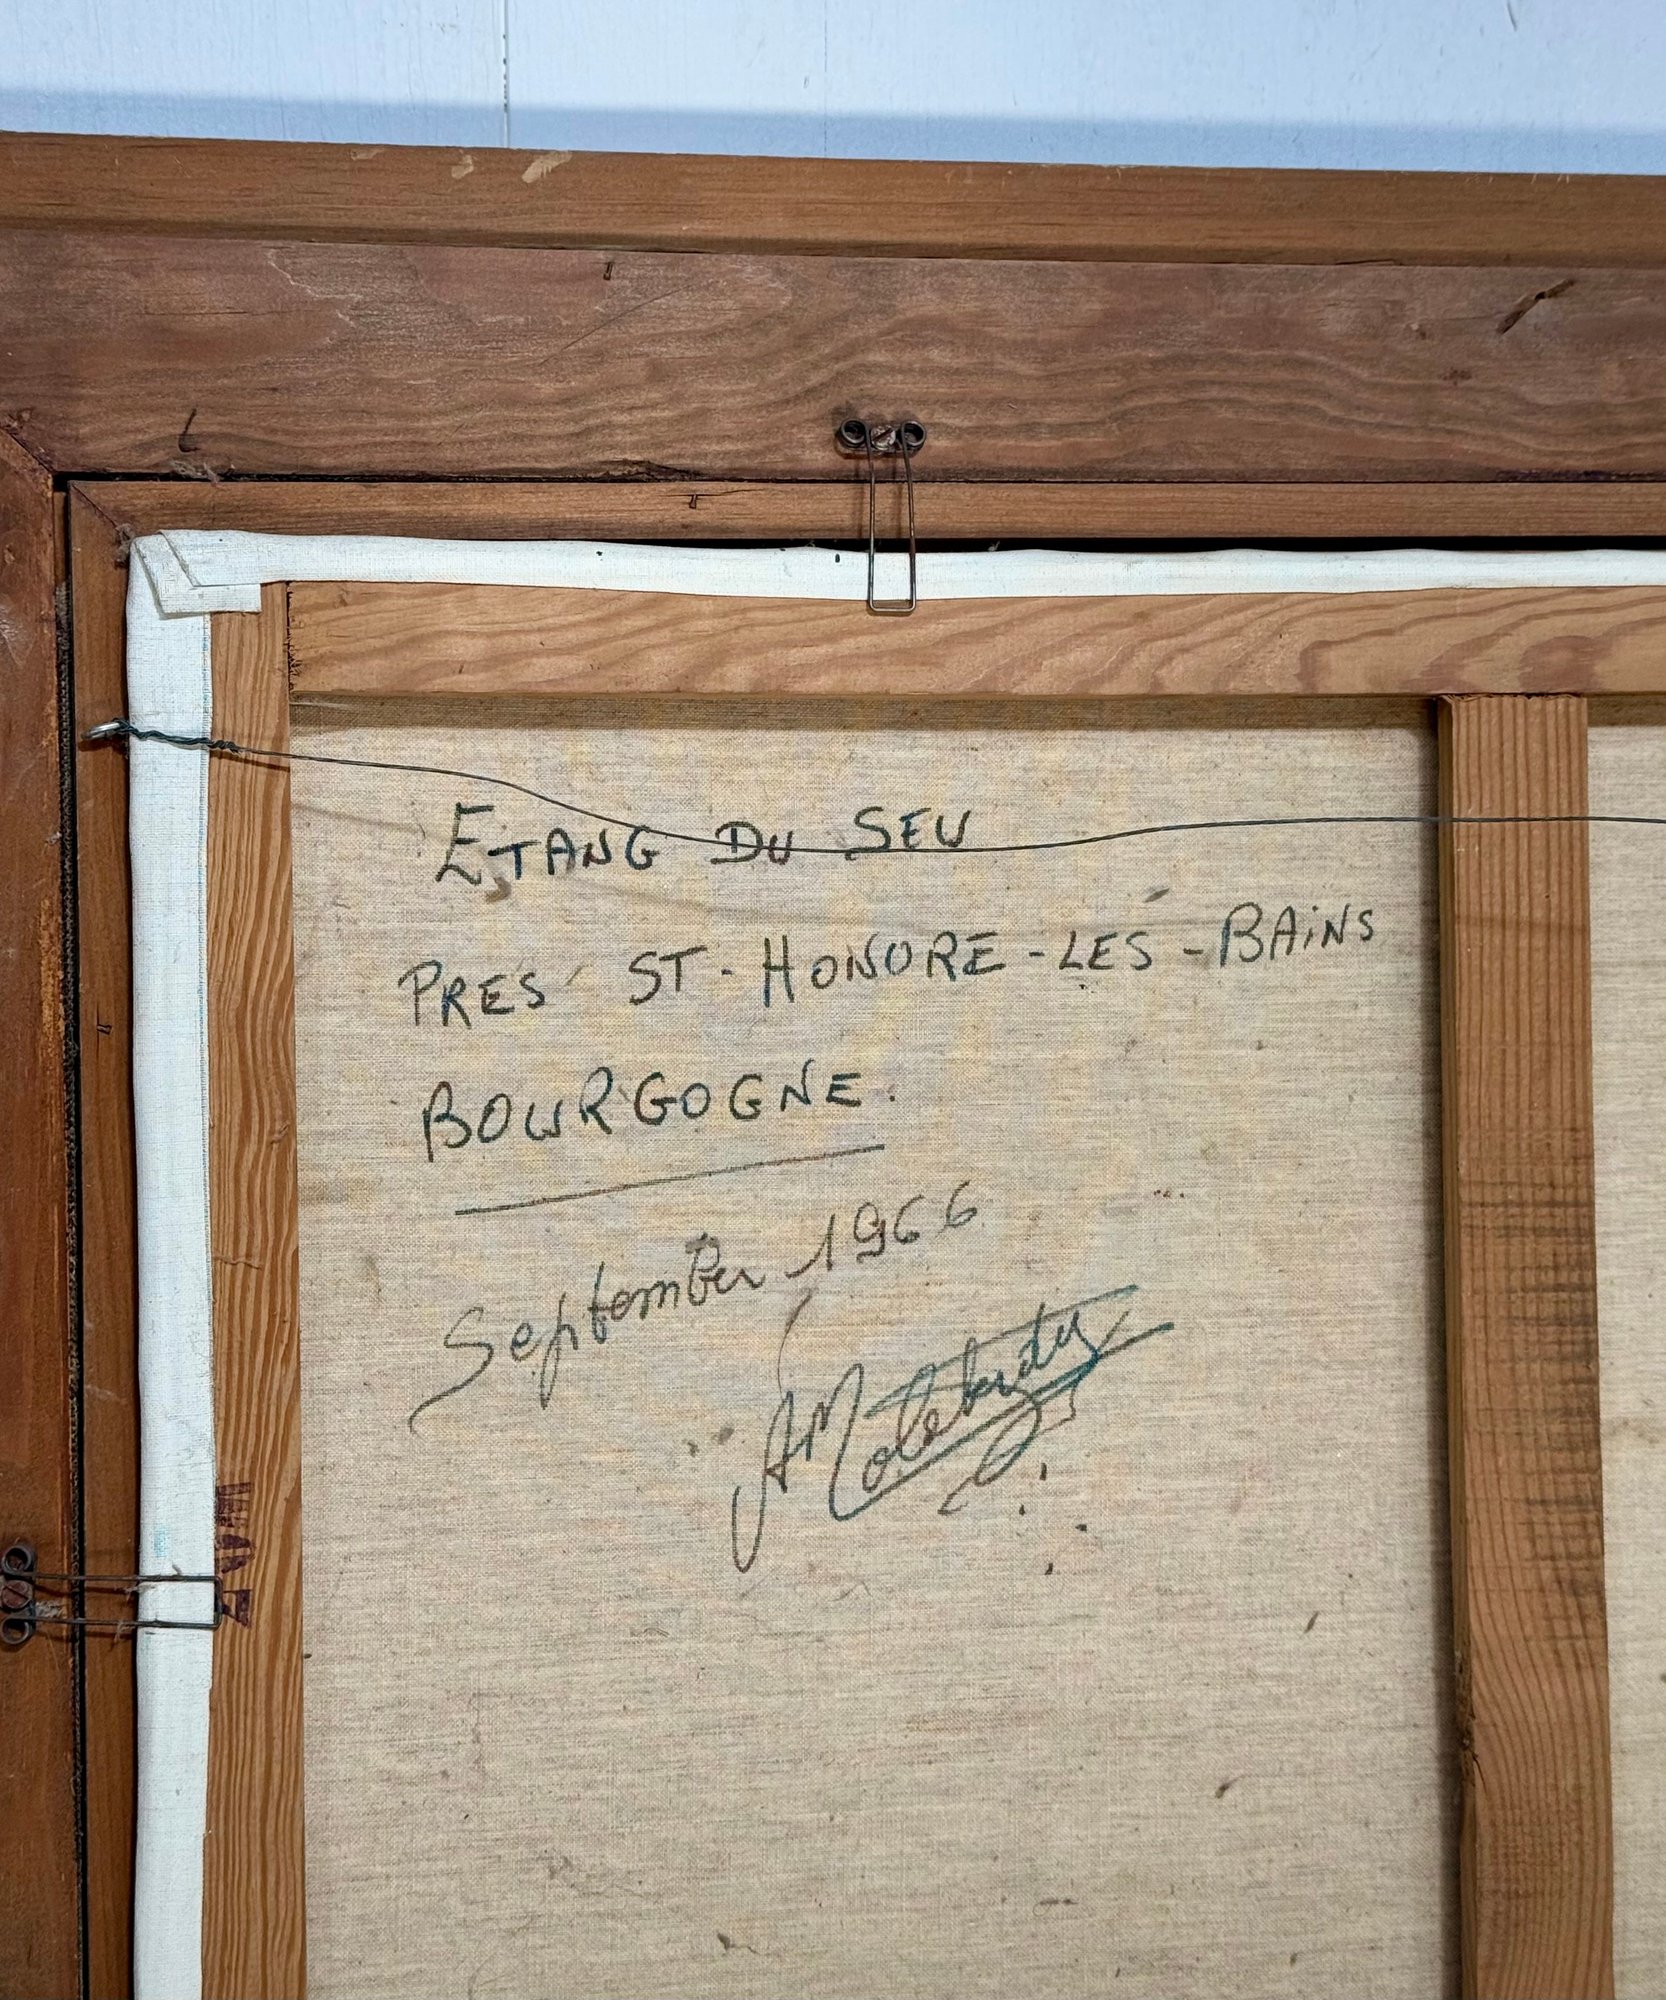 ETANG DU SEU
PRES ST-HONORE-LES-BAINS
BOURGOGNE.
September 1966